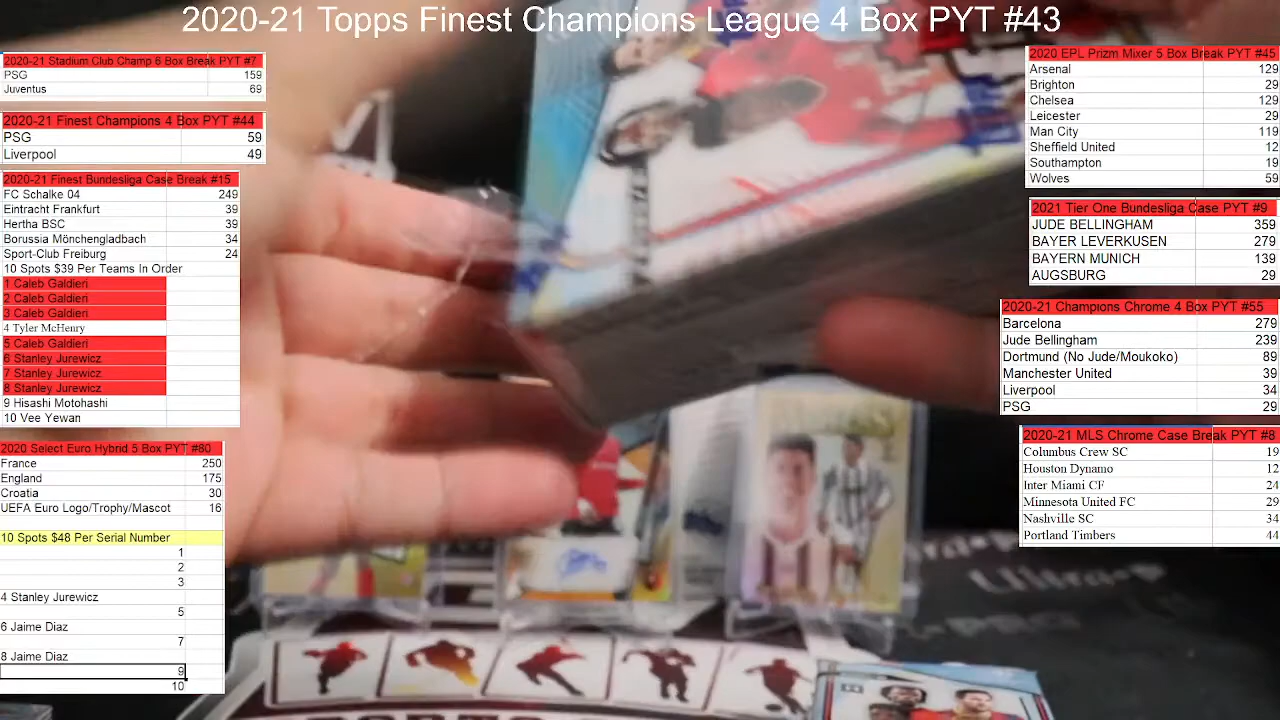 2020-21 Topps Finest Champions League 4 Box PYT #43
2020-21 Stadium Club Champ 6 Box Break PYT #7
PSG 159
Juventus 69
2020-21 Finest Champions 4 Box PYT #44
PSG 59
Liverpool 49
2020-21 Finest Bundesliga Case Break #15
FC Schalke 04 249
Eintracht Frankfurt 39
Hertha BSC 39
Borussia Mönchengladbach 34
Sport-Club Freiburg 24
10 Spots $39 Per Teams In Order
1 Caleb Galdieri
2 Caleb Galdieri
3 Caleb Galdieri
4 Tyler McHenry
5 Caleb Galdieri
6 Stanley Jurewicz
7 Stanley Jurewicz
8 Stanley Jurewicz
9 Hisashi Motohashi
10 Vee Yewan
2020 Select Euro Hybrid 5 Box PYT #80
France 250
England 175
Croatia 30
UEFA Euro Logo/Trophy/Mascot 16
10 Spots $48 Per Serial Number
1
2
3
4 Stanley Jurewicz
5
6 Jaime Diaz
7
8 Jaime Diaz
9
10
2020 EPL Prizm Mixer 5 Box Break PYT #45
Arsenal 129
Brighton 29
Chelsea 129
Leicester 29
Man City 119
Sheffield United 12
Southampton 19
Wolves 59
2021 Tier One Bundesliga Case PYT #9
JUDE BELLINGHAM 359
BAYER LEVERKUSEN 279
BAYERN MUNICH 139
AUGSBURG 29
2020-21 Champions Chrome 4 Box PYT #55
Barcelona 279
Jude Bellingham 239
Dortmund (No Jude/Moukoko) 89
Manchester United 39
Liverpool 34
PSG 29
2020-21 MLS Chrome Case Break PYT #8
Columbus Crew SC 19
Houston Dynamo 12
Inter Miami CF 24
Minnesota United FC 29
Nashville SC 34
Portland Timbers 44
Ultra
PRO